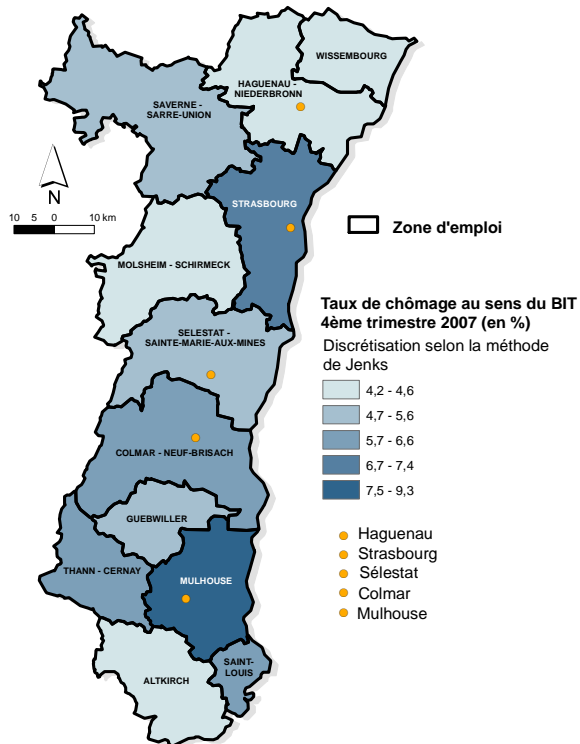 WISSEMBOURG
HAGUENAU -
NIEDERBRONN
SAVERNE -
SARRE-UNION
N
10 5 0 10 km
STRASBOURG
Zone d'emploi
MOLSHEIM - SCHIRMECK
Taux de chômage au sens du BIT
4ème trimestre 2007 (en %)
Discrétisation selon la méthode
de Jenks
SELESTAT -
SAINTE-MARIE-AUX-MINES
4,2 - 4,6
4,7 - 5,6
5,7 - 6,6
6,7 - 7,4
7,5 - 9,3
COLMAR - NEUF-BRISACH
GUEBWILLER
Haguenau
Strasbourg
Sélestat
Colmar
Mulhouse
THANN - CERNAY
MULHOUSE
SAINT-
LOUIS
ALTKIRCH